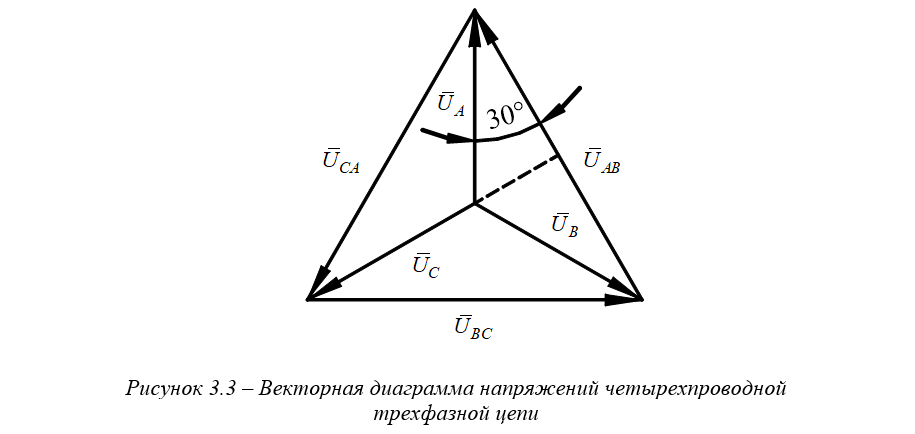 U̅A
30°
U̅CA
U̅AB
U̅B
U̅C
U̅BC
Рисунок 3.3 – Векторная диаграмма напряжений четырехпроводной
трехфазной цепи